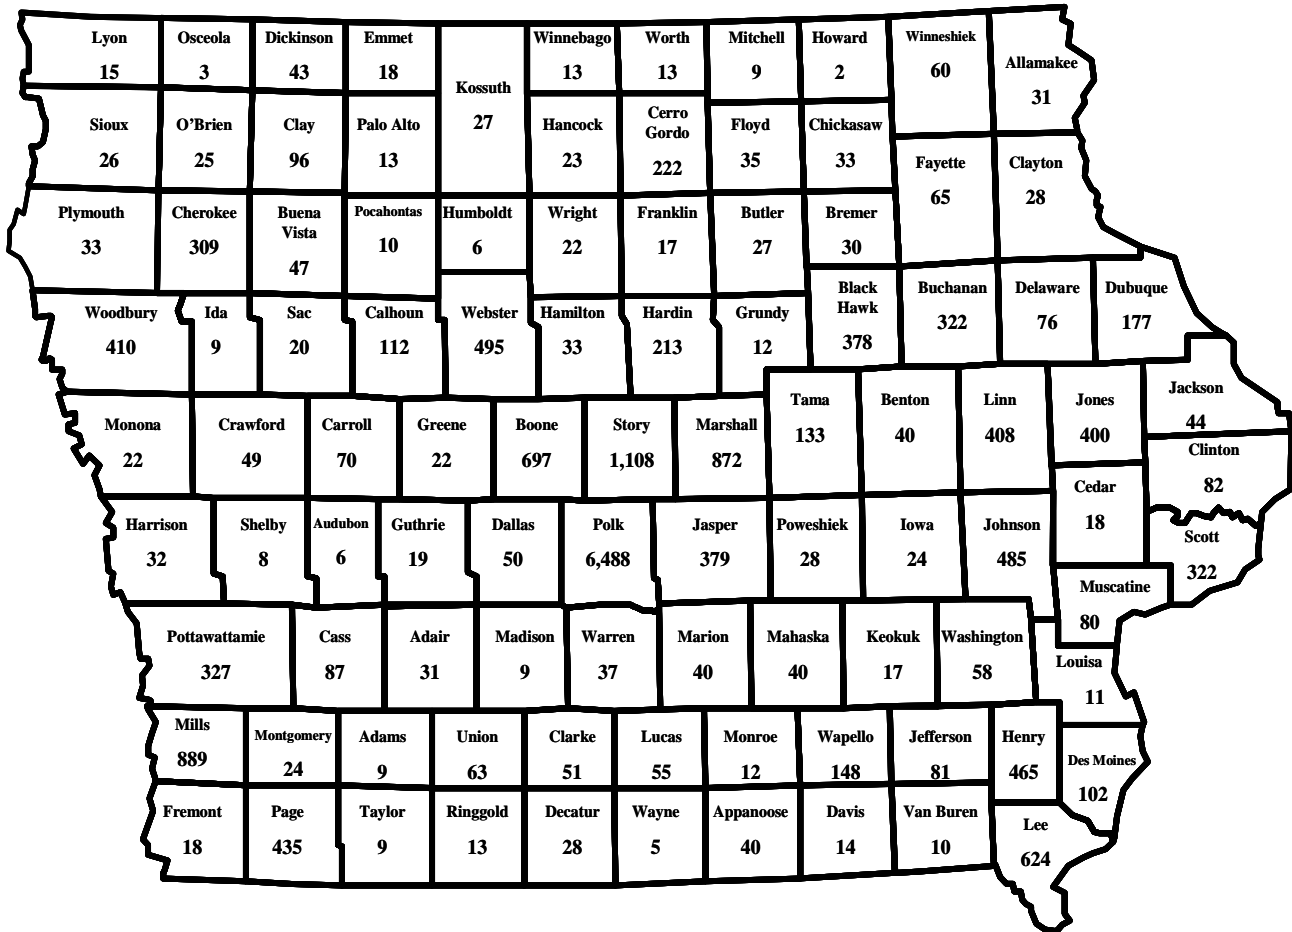 Lyon
15
Osceola
3
Dickinson
43
Emmet
18
Kossuth
27
Winnebago
13
Worth
13
Mitchell
9
Howard
2
Winneshiek
60
Allamakee
31
Sioux
26
O'Brien
25
Clay
96
Palo Alto
13
Hancock
23
Cerro
Gordo
222
Floyd
35
Chickasaw
33
Fayette
65
Clayton
28
Plymouth
33
Cherokee
309
Buena
Vista
47
Pocahontas
10
Humboldt
6
Wright
22
Franklin
17
Butler
27
Bremer
30
Woodbury
410
Ida
9
Sac
20
Calhoun
112
Webster
495
Hamilton
33
Hardin
213
Grundy
12
Black
Hawk
378
Buchanan
322
Delaware
76
Dubuque
177
Monona
22
Crawford
49
Carroll
70
Greene
22
Boone
697
Story
1,108
Marshall
872
Tama
133
Benton
40
Linn
408
Jones
400
Jackson
44
Clinton
82
Cedar
18
Harrison
32
Shelby
8
Audubon
6
Guthrie
19
Dallas
50
Polk
6,488
Jasper
379
Poweshiek
28
Iowa
24
Johnson
485
Scott
322
Muscatine
80
Pottawattamie
327
Cass
87
Adair
31
Madison
9
Warren
37
Marion
40
Mahaska
40
Keokuk
17
Washington
58
Louisa
11
Mills
889
Montgomery
24
Adams
9
Union
63
Clarke
51
Lucas
55
Monroe
12
Wapello
148
Jefferson
81
Henry
465
Des Moines
102
Fremont
18
Page
435
Taylor
9
Ringgold
13
Decatur
28
Wayne
5
Appanoose
40
Davis
14
Van Buren
10
Lee
624